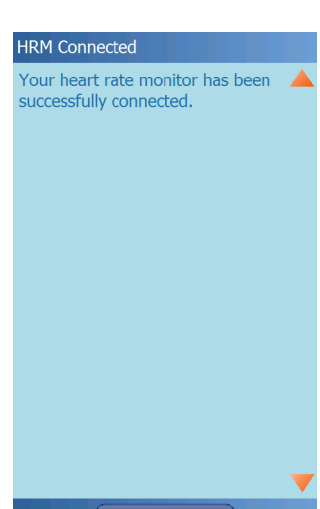 HRM Connected
Your heart rate monitor has been
successfully connected.